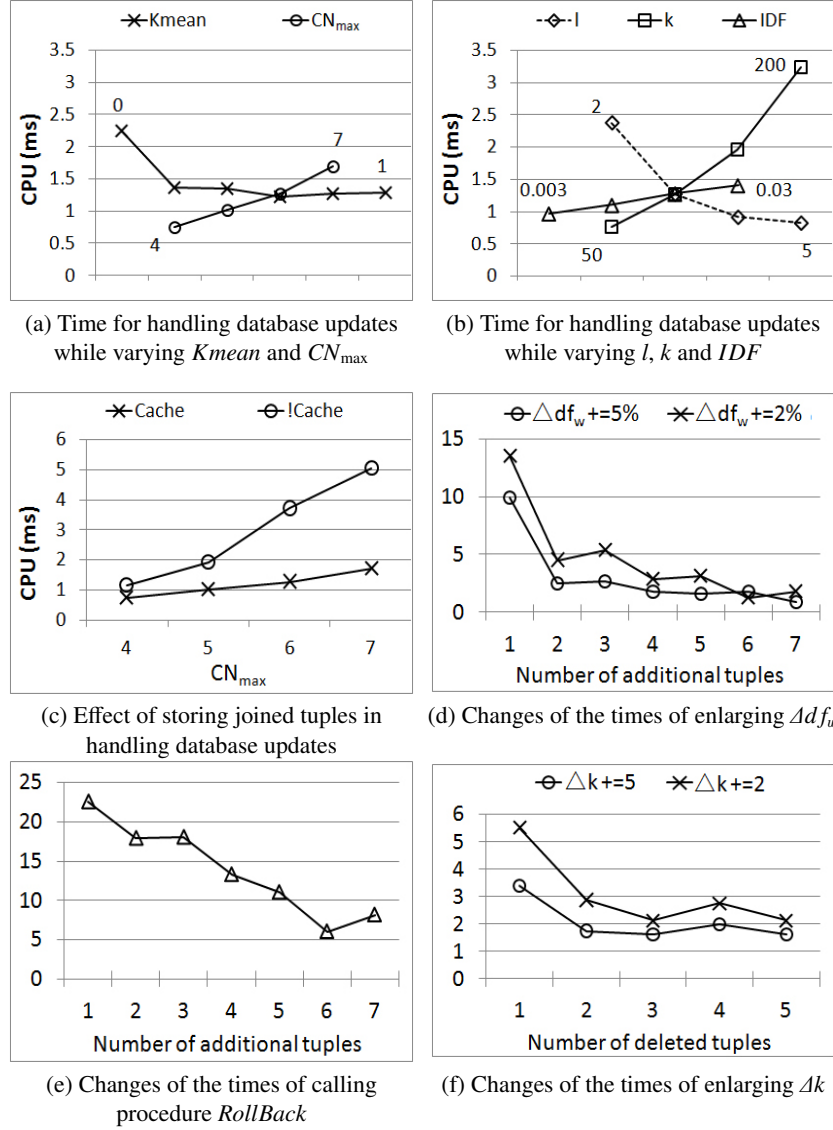 Kmean CNmax
3.5
3
2.5
2
1.5
1
0.5
0
CPU (ms)
0
4
7
1
(a) Time for handling database updates
while varying Kmean and CNmax
l k IDF
3.5
3
2.5
2
1.5
1
0.5
0
CPU (ms)
2
200
0.003
0.03
50
5
(b) Time for handling database updates
while varying l, k and IDF
Cache !Cache
6
5
4
3
2
1
0
CPU (ms)
4 5 6 7
CNmax
(c) Effect of storing joined tuples in
handling database updates
△dfw+=5% △dfw+=2%
15
10
5
0
1 2 3 4 5 6 7
Number of additional tuples
(d) Changes of the times of enlarging Δdfw
25
20
15
10
5
0
1 2 3 4 5 6 7
Number of additional tuples
(e) Changes of the times of calling
procedure RollBack
△k+=5 △k+=2
6
5
4
3
2
1
0
1 2 3 4 5
Number of deleted tuples
(f) Changes of the times of enlarging Δk